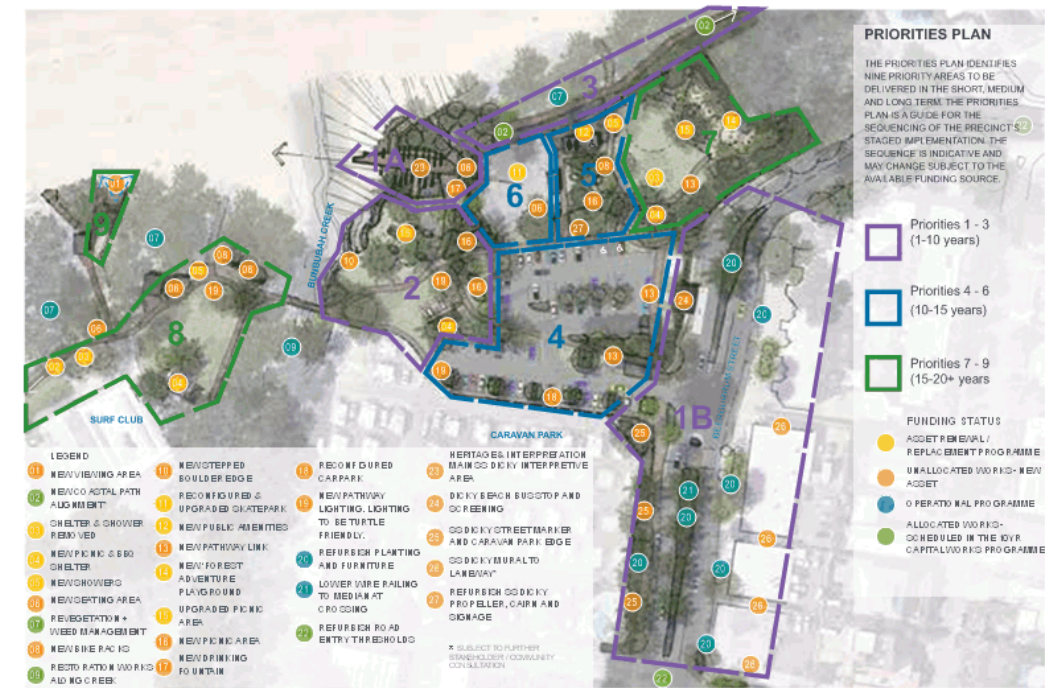 PRIORITIES PLAN
THE PRIORITIES PLAN IDENTIFIES
NINE PRIORITY AREAS TO BE
DELIVERED IN THE SHORT, MEDIUM
AND LONG TERM. THE PRIORITIES
PLAN IS A GUIDE FOR THE
SEQUENCING OF THE PRECINCT'S
STAGED IMPLEMENTATION. THE
SEQUENCE IS INDICATIVE AND
MAY CHANGE SUBJECT TO THE
AVAILABLE FUNDING SOURCE.
Priorities 1 - 3
(1-10 years)
Priorities 4 - 6
(10-15 years)
Priorities 7 - 9
(15-20+ years
FUNDING STATUS
ASSET RENEWAL /
REPLACEMENT PROGRAMME
UNALLOCATED WORKS - NEW
ASSET
OPERATIONAL PROGRAMME
ALLOCATED WORKS -
SCHEDULED IN THE 10YR
CAPITAL WORKS PROGRAMME
1A
3
7
6
5
2
4
1B
9
8
BUNBUBAH CREEK
SURF CLUB
CARAVAN PARK
LEGEND
01 NEW VIEWING AREA
02 NEW COASTAL PATH
ALIGNMENT*
SHELTER & SHOWER
REMOVED
NEW PICNIC & BBQ
SHELTER
NEW SHOWERS
06 NEW SEATING AREA
07 REVEGETATION +
WEED MANAGEMENT
08 NEW BIKE RACKS
09 RESTORATION WORKS
ALONG CREEK
10 NEW STEPPED
BOULDER EDGE
11 RECONFIGURED &
UPGRADED SKATEPARK
12 NEW PUBLIC AMENITIES
13 NEW PATHWAY LINK
14 NEW 'FOREST
ADVENTURE
PLAYGROUND
15 UPGRADED PICNIC
AREA
16 NEW PICNIC AREA
17 NEW DRINKING
FOUNTAIN
18 RECONFIGURED
CARPARK
19 NEW PATHWAY
LIGHTING. LIGHTING
TO BE TURTLE
FRIENDLY.
20 REFURBISH PLANTING
AND FURNITURE
21 LOWER WIRE RAILING
TO MEDIAN AT
CROSSING
22 REFURBISH ROAD
ENTRY THRESHOLDS
HERITAGE & INTERPRETATION
23 MAIN SS DICKY INTERPRETIVE
AREA
24 DICKY BEACH BUS STOP AND
SCREENING
25 SS DICKY STREET MARKER
AND CARAVAN PARK EDGE
26 SS DICKY MURAL TO
LANEWAY*
27 REFURBISH SS DICKY
PROPELLER, CAIRN AND
SIGNAGE
* SUBJECT TO FURTHER
STAKEHOLDER / COMMUNITY
CONSULTATION